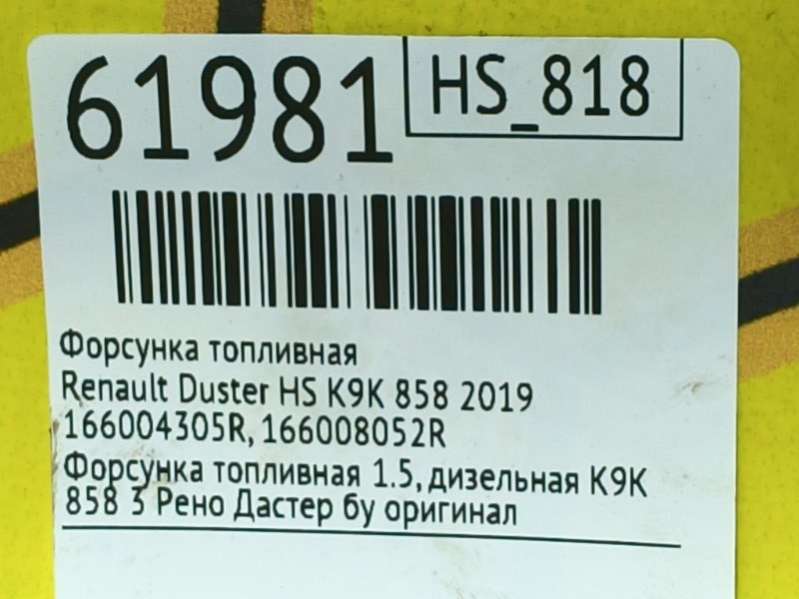 61981
HS_818
Форсунка топливная
Renault Duster HS K9K 858 2019
166004305R, 166008052R
Форсунка топливная 1.5, дизельная K9K
858 3 Рено Дастер бу оригинал